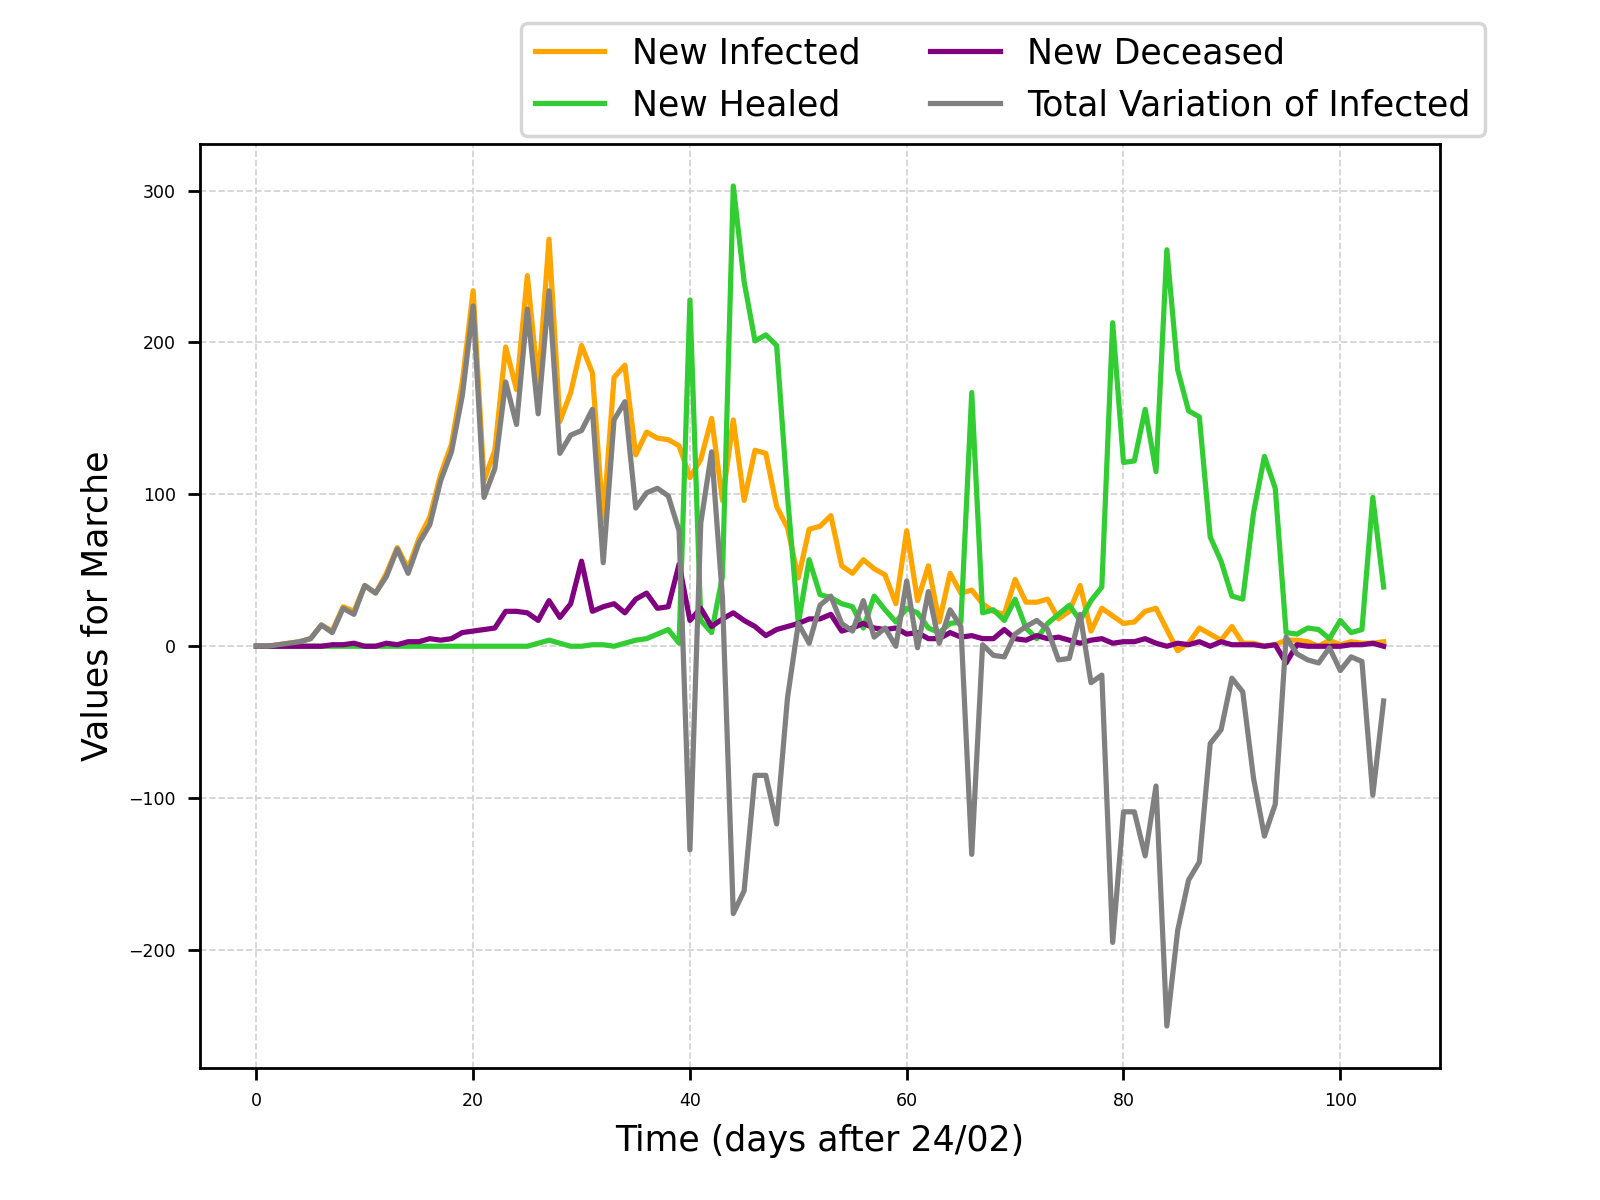 New Infected
New Healed
New Deceased
Total Variation of Infected
300
200
100
0
−100
−200
Values for Marche
0 20 40 60 80 100
Time (days after 24/02)